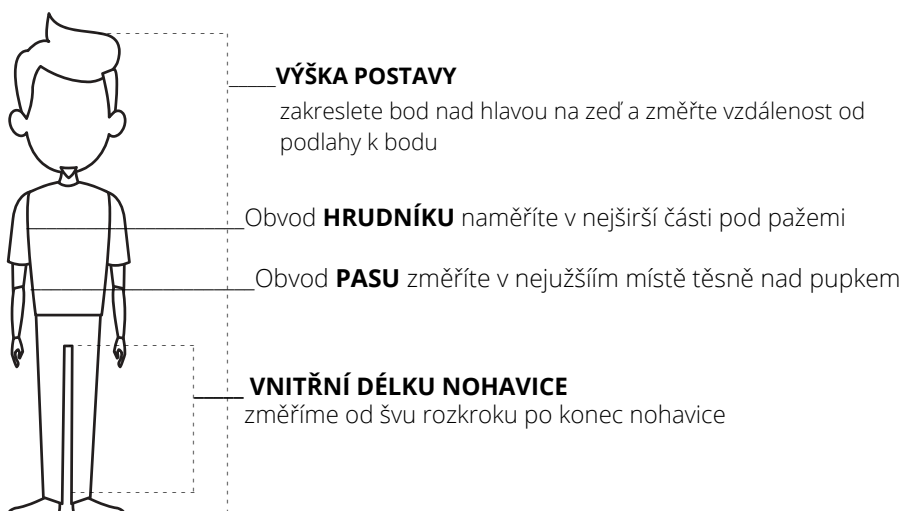 VÝŠKA POSTAVY
zakreslete bod nad hlavou na zeď a změřte vzdálenost od
podlahy k bodu
Obvod HRUDNÍKU naměříte v nejširší části pod pažemi
Obvod PASU změříte v nejužšíím místě těsně nad pupkem
VNITŘNÍ DÉLKU NOHAVICE
změříme od švu rozkroku po konec nohavice